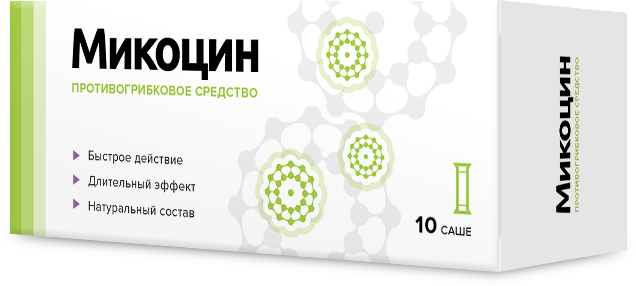 Микоцин
ПРОТИВОГРИБКОВОЕ СРЕДСТВО
Быстрое действие
Длительный эффект
Натуральный состав
10 САШЕ
Микоцин
ПРОТИВОГРИБКОВОЕ СРЕДСТВО